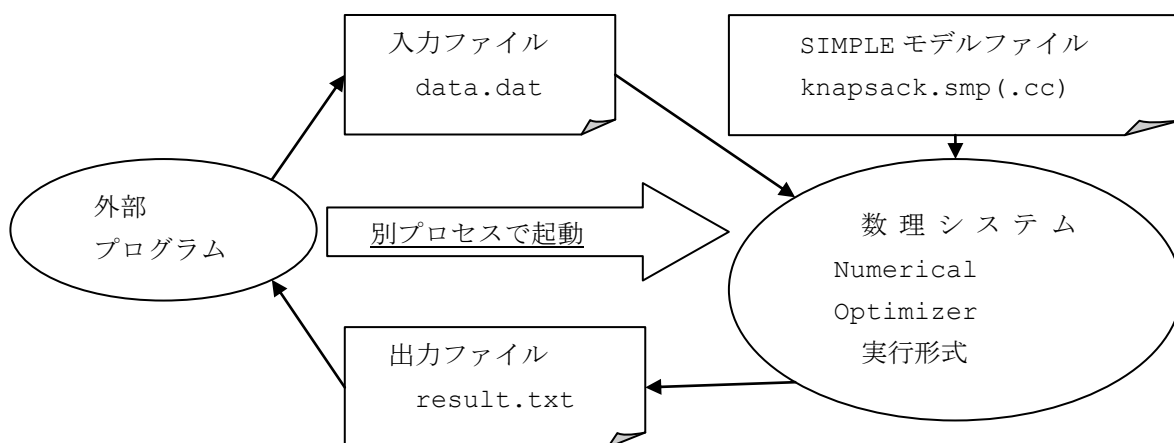 入力ファイル
data.dat
SIMPLE モデルファイル
knapsack.smp(.cc)
外部
プログラム
別プロセスで起動
数理システム
Numerical
Optimizer
実行形式
出力ファイル
result.txt